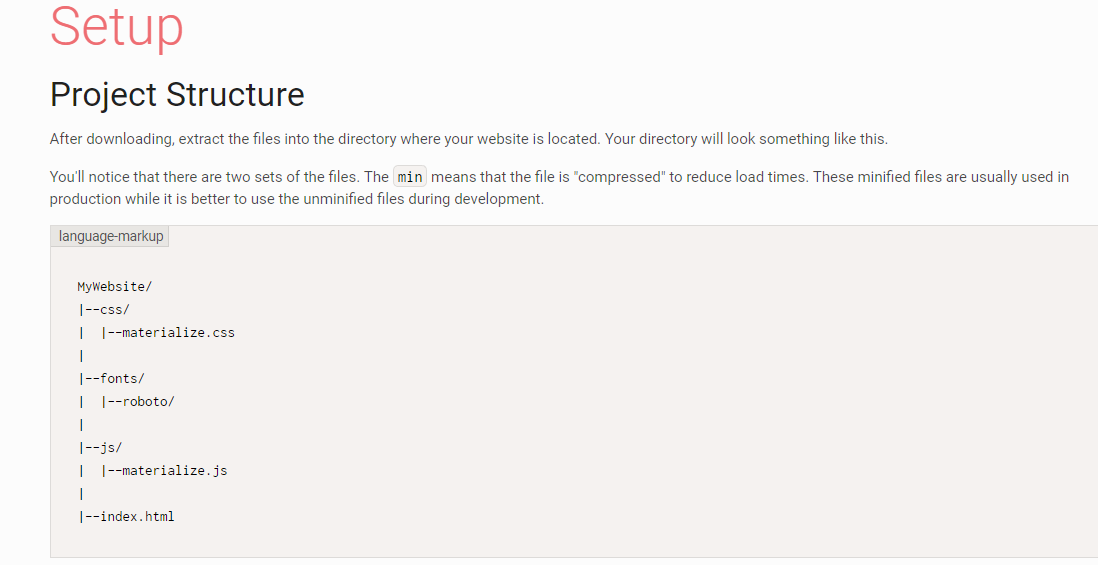 Setup
Project Structure
After downloading, extract the files into the directory where your website is located. Your directory will look something like this.
You'll notice that there are two sets of the files. The min means that the file is "compressed" to reduce load times. These minified files are usually used in
production while it is better to use the unminified files during development.
language-markup
MyWebsite/
|--css/
|  |--materialize.css
|
|--fonts/
|  |--roboto/
|
|--js/
|  |--materialize.js
|
|--index.html